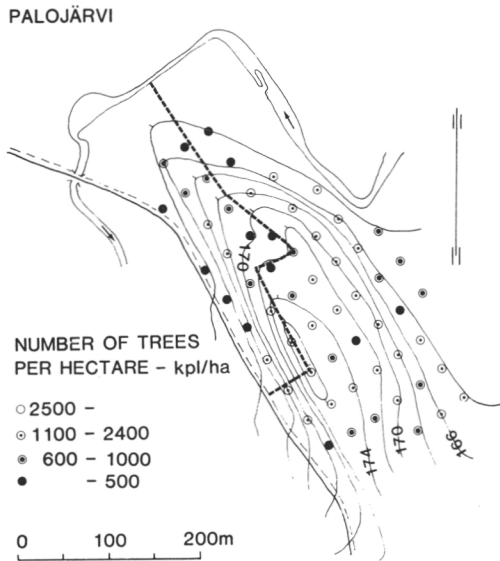 PALOJÄRVI
170
NUMBER OF TREES
PER HECTARE - kpl/ha
2500 -
1100 - 2400
600 - 1000
- 500
174
170
166
0 100 200m